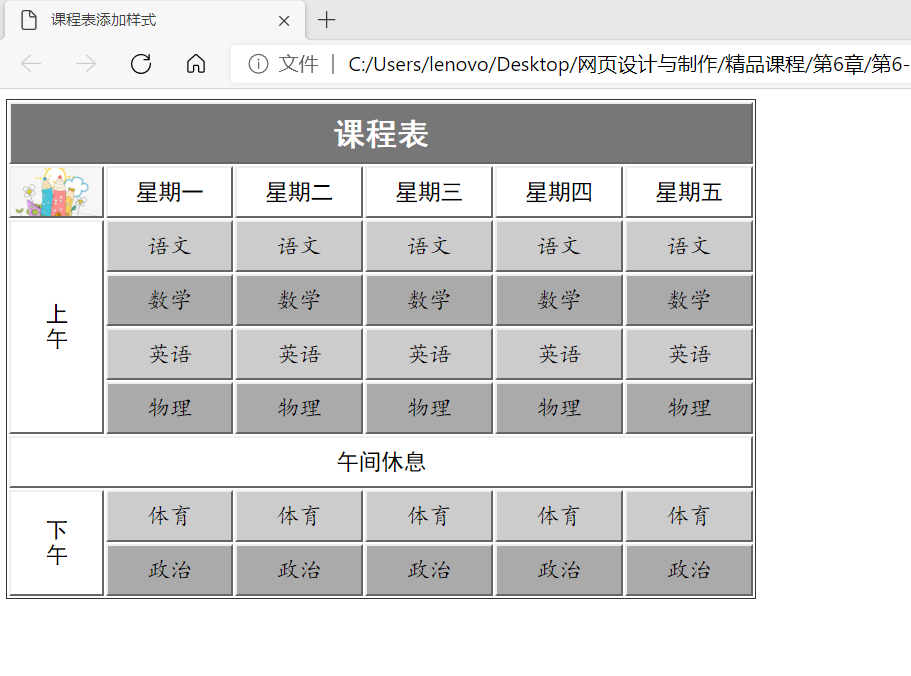 课程表添加样式
文件 | C:/Users/lenovo/Desktop/网页设计与制作/精品课程/第6章/第6-
课程表
星期一 星期二 星期三 星期四 星期五
上午
语文 语文 语文 语文 语文
数学 数学 数学 数学 数学
英语 英语 英语 英语 英语
物理 物理 物理 物理 物理
午间休息
下午
体育 体育 体育 体育 体育
政治 政治 政治 政治 政治